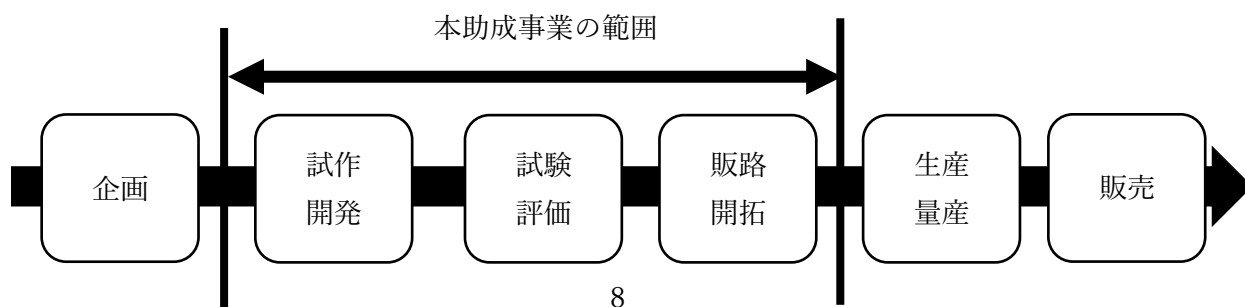 本助成事業の範囲
企画
試作
開発
試験
評価
販路
開拓
生産
量産
販売
8